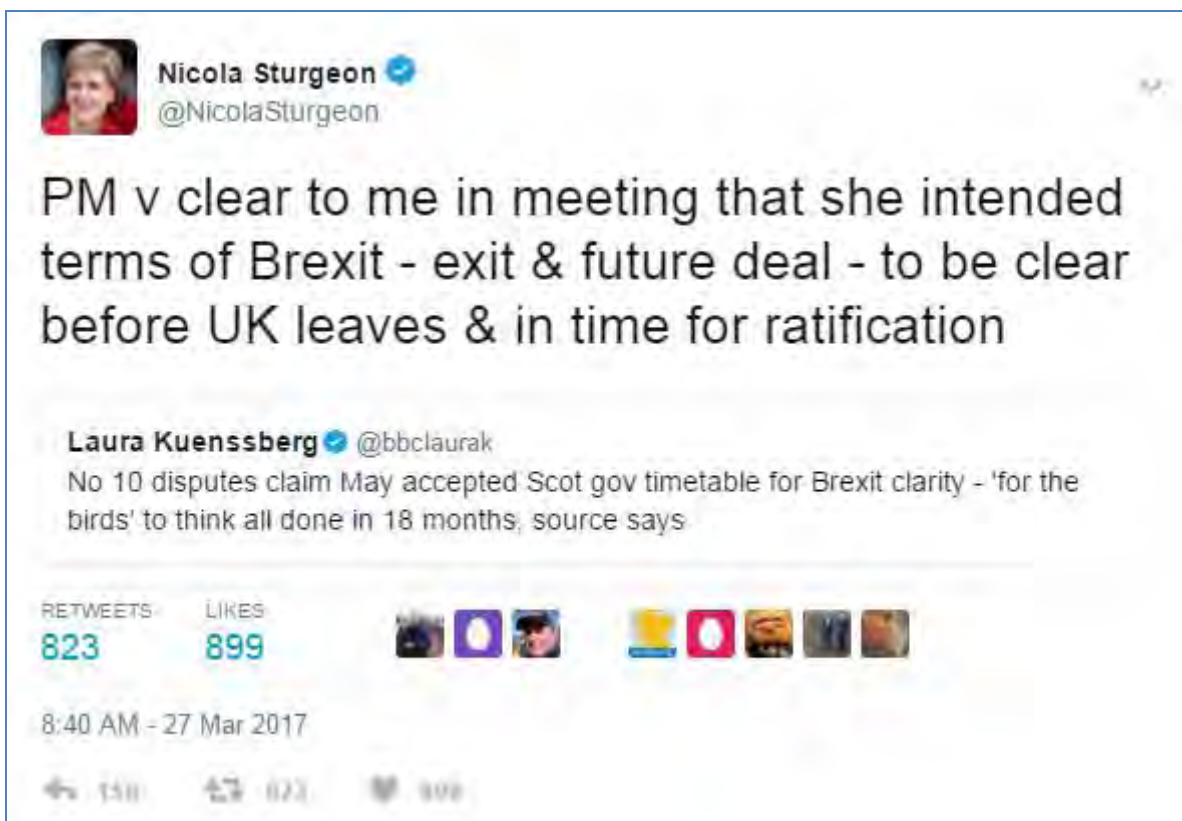 Nicola Sturgeon
@NicolaSturgeon
PM v clear to me in meeting that she intended
terms of Brexit - exit & future deal - to be clear
before UK leaves & in time for ratification
Laura Kuenssberg @bbclaurak
No 10 disputes claim May accepted Scot gov timetable for Brexit clarity - 'for the
birds' to think all done in 18 months, source says
RETWEETS LIKES
823 899
8:40 AM - 27 Mar 2017
823 899